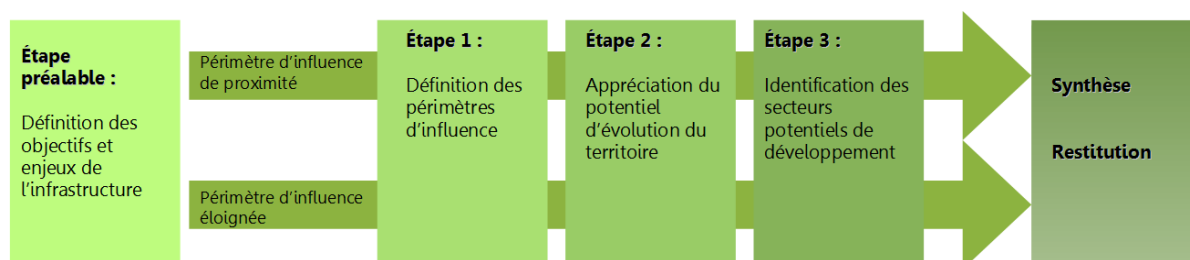 Étape
préalable :
Définition des
objectifs et
enjeux de
l’infrastructure
Périmètre d’influence
de proximité
Périmètre d’influence
éloignée
Étape 1 :
Définition des
périmètres
d’influence
Étape 2 :
Appréciation du
potentiel
d’évolution du
territoire
Étape 3 :
Identification des
secteurs
potentiels de
développement
Synthèse
Restitution